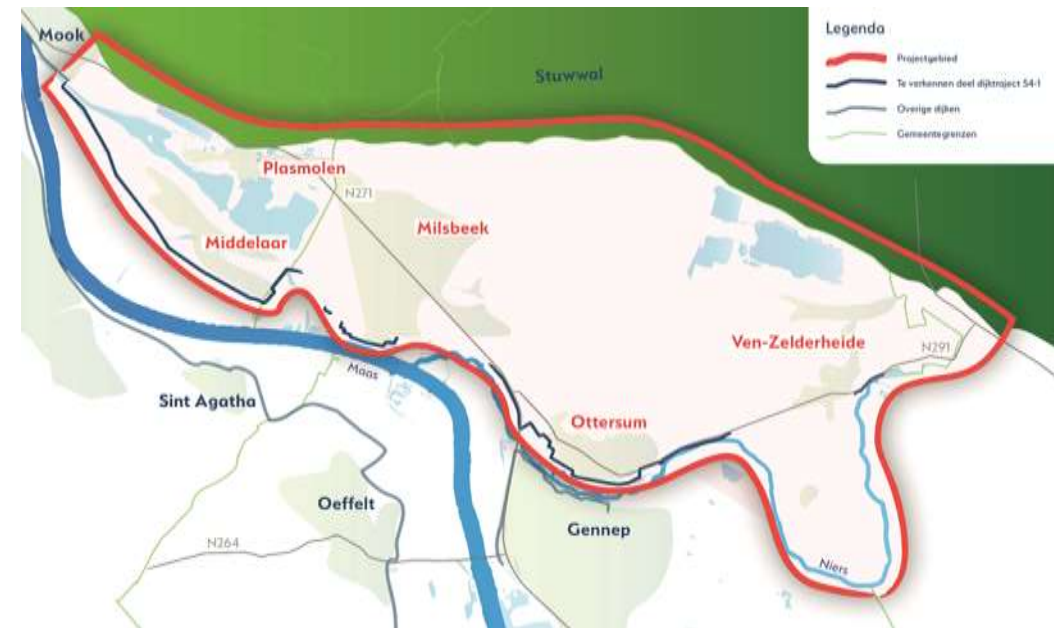 Mook
Stuwwal
Legenda
Projectgebied
Te verkennen deel dijktraject 54-1
Overige dijken
Gemeentegrenzen
Plasmolen
N271
Milsbeek
Middelaar
Ven-Zelderheide
N291
Maas
Sint Agatha
Ottersum
Oeffelt
Gennep
N264
Niers